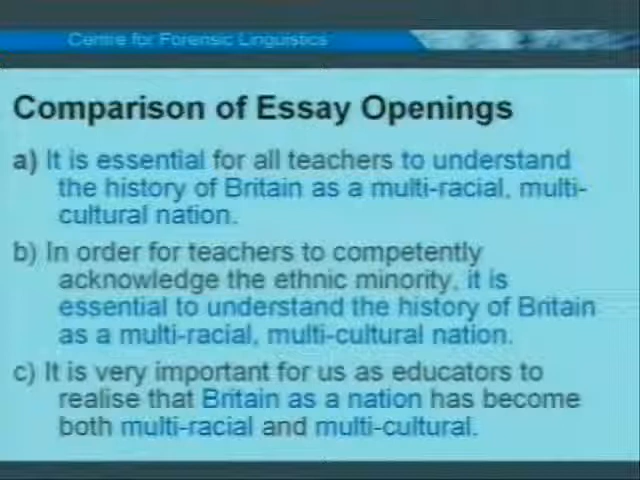 Centre for Forensic Linguistics
Comparison of Essay Openings
a) It is essential for all teachers to understand
the history of Britain as a multi-racial, multi-
cultural nation.
b) In order for teachers to competently
acknowledge the ethnic minority, it is
essential to understand the history of Britain
as a multi-racial, multi-cultural nation.
c) It is very important for us as educators to
realise that Britain as a nation has become
both multi-racial and multi-cultural.